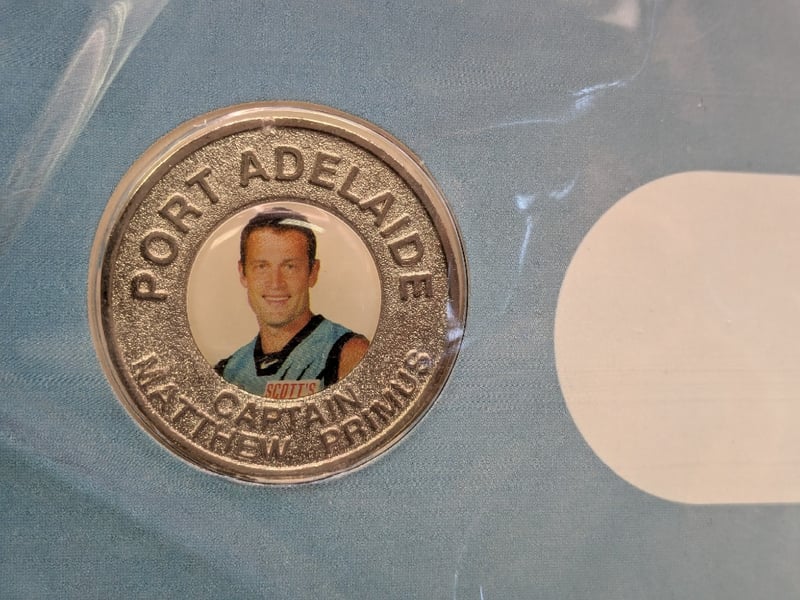 PORT ADELAIDE
SCOTT'S
CAPTAIN
MATTHEW PRIMUS